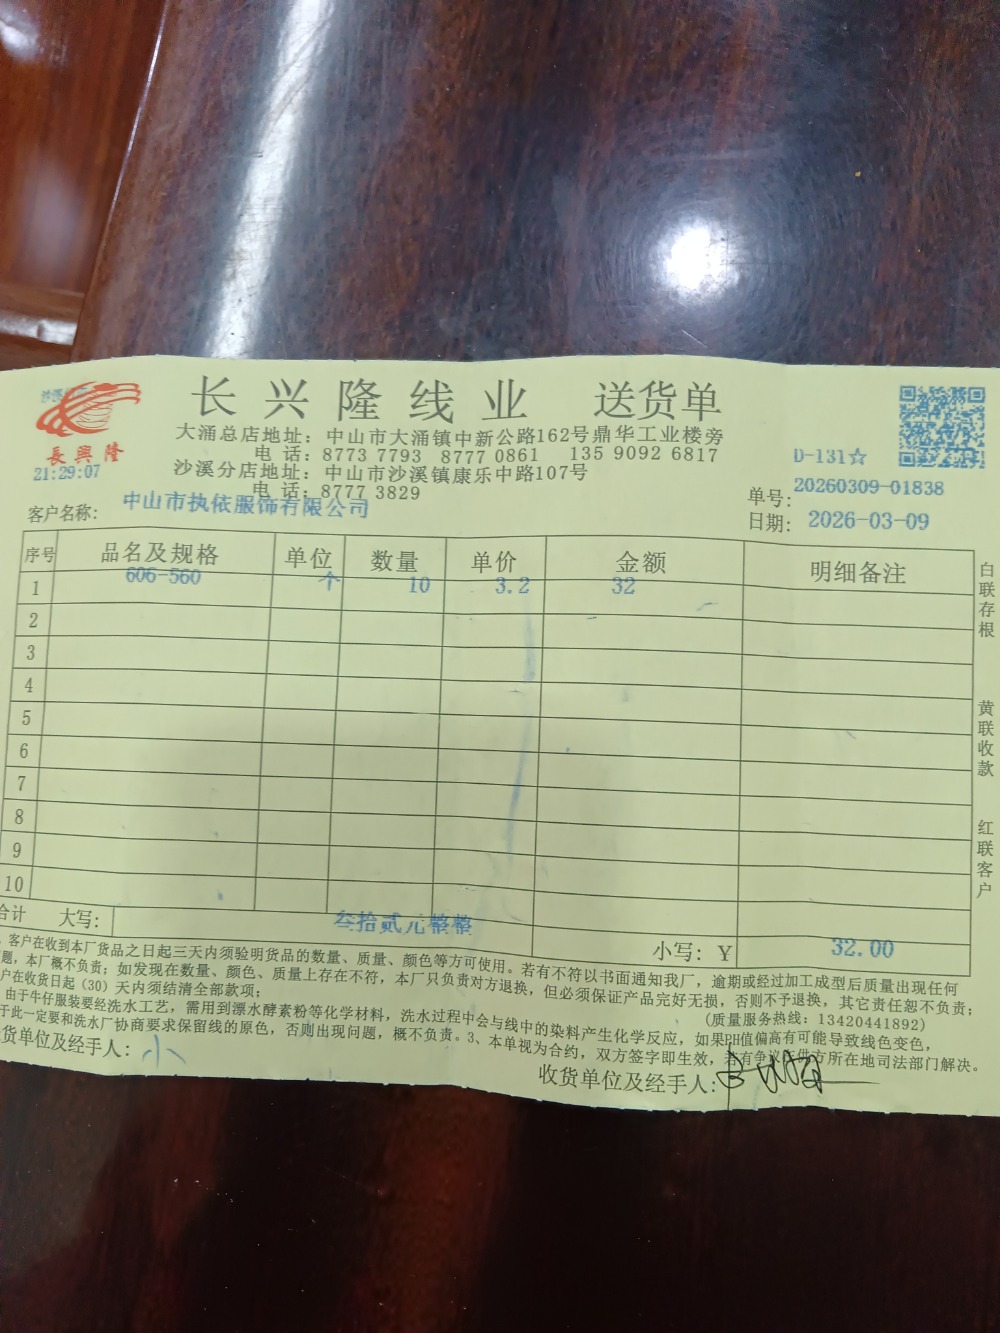 长兴隆线业 送货单
大涌总店地址：中山市大涌镇中新公路162号鼎华工业楼旁
电 话：8773 7793 8777 0861 135 9092 6817
沙溪分店地址：中山市沙溪镇康乐中路107号
电 话：8777 3829
長興隆
21:29:07
D-131☆
单号：20260309-01838
客户名称：中山市执依服饰有限公司
日期：2026-03-09
序号 品名及规格 单位 数量 单价 金额 明细备注
1 606-560 个 10 3.2 32
2
3
4
5
6
7
8
9
10
合计 大写：叁拾贰元整整 小写：Y 32.00
客户在收到本厂货品之日起三天内须验明货品的数量、质量、颜色等方可使用。若有不符以书面通知我厂，逾期或经过加工成型后质量出现任何
题，本厂概不负责；如发现在数量、颜色、质量上存在不符，本厂只负责对方退换，但必须保证产品完好无损，否则不予退换，其它责任恕不负责；
户在收货日起（30）天内须结清全部款项；
(质量服务热线：13420441892)
由于牛仔服装要经洗水工艺，需用到漂水酵素粉等化学材料，洗水过程中会与线中的染料产生化学反应，如果PH值偏高有可能导致线色变色，
于此一定要和洗水厂协商要求保留线的原色，否则出现问题，概不负责。3、本单视为合约，双方签字即生效，若有争议 供方所在地司法部门解决。
货单位及经手人：小
收货单位及经手人：
白联存根
黄联收款
红联客户